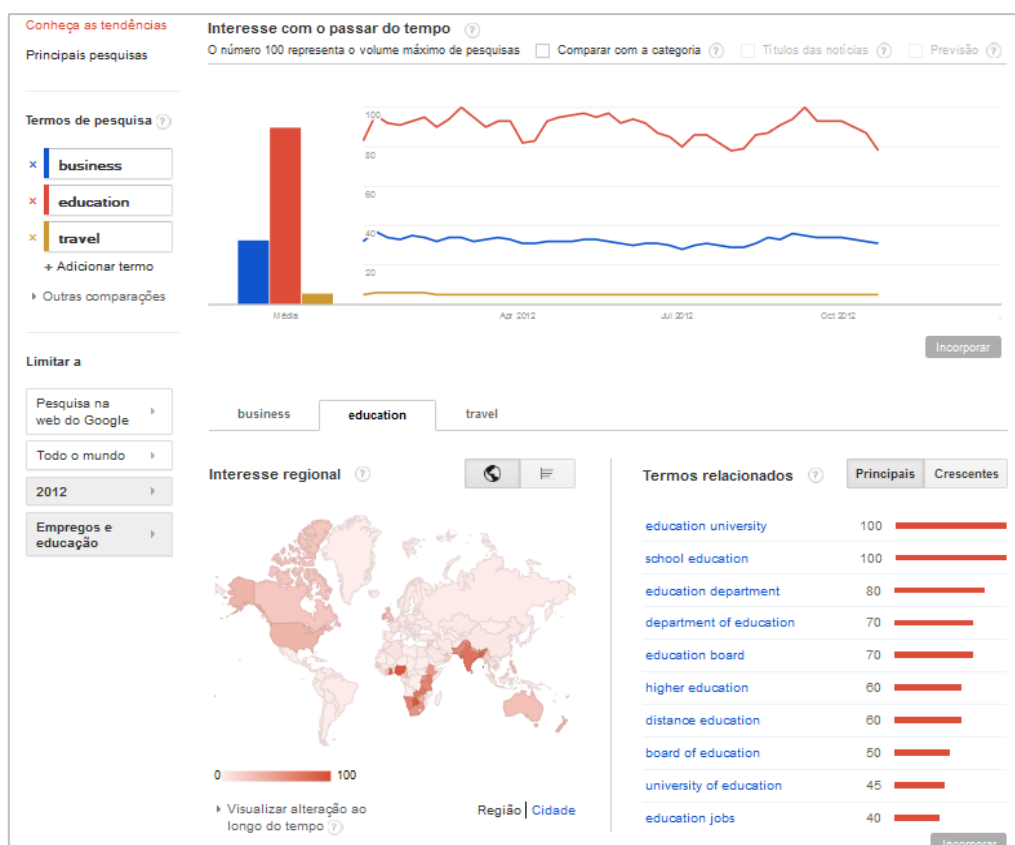 Conheça as tendências
Principais pesquisas
Termos de pesquisa ?
× business
× education
× travel
+ Adicionar termo
Outras comparações
Limitar a
Pesquisa na
web do Google
Todo o mundo
2012
Empregos e
educação
Interesse com o passar do tempo ?
O número 100 representa o volume máximo de pesquisas Comparar com a categoria ? Títulos das notícias ? Previsão ?
100
80
60
40
20
Média Apr 2012 Jul 2012 Oct 2012
Incorporar
business education travel
Interesse regional ?
0 100
Visualizar alteração ao
longo do tempo ?
Região | Cidade
Termos relacionados ? Principais Crescentes
education university 100
school education 100
education department 80
department of education 70
education board 70
higher education 60
distance education 60
board of education 50
university of education 45
education jobs 40
Incorporar